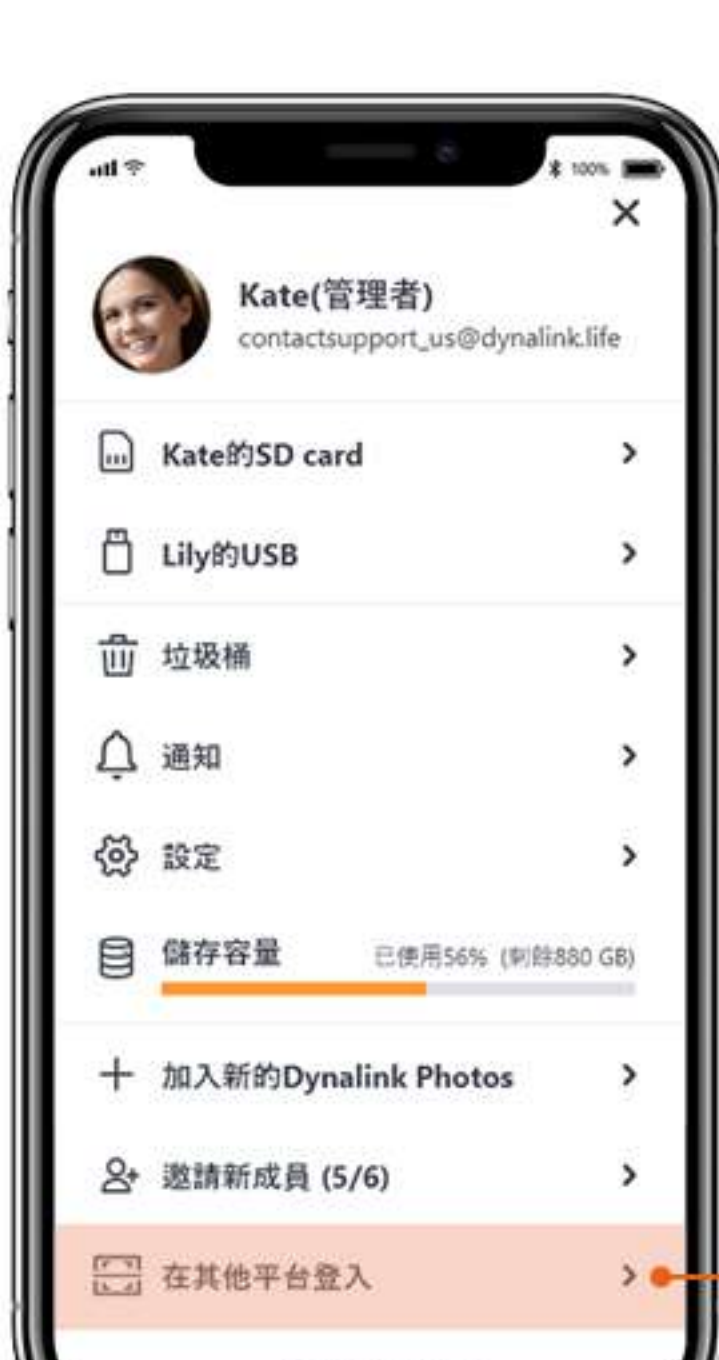 100%
Kate(管理者)
contactsupport_us@dynalink.life
Kate的SD card
Lily的USB
垃圾桶
通知
設定
儲存容量 已使用56% (剩餘880 GB)
加入新的Dynalink Photos
邀請新成員 (5/6)
在其他平台登入